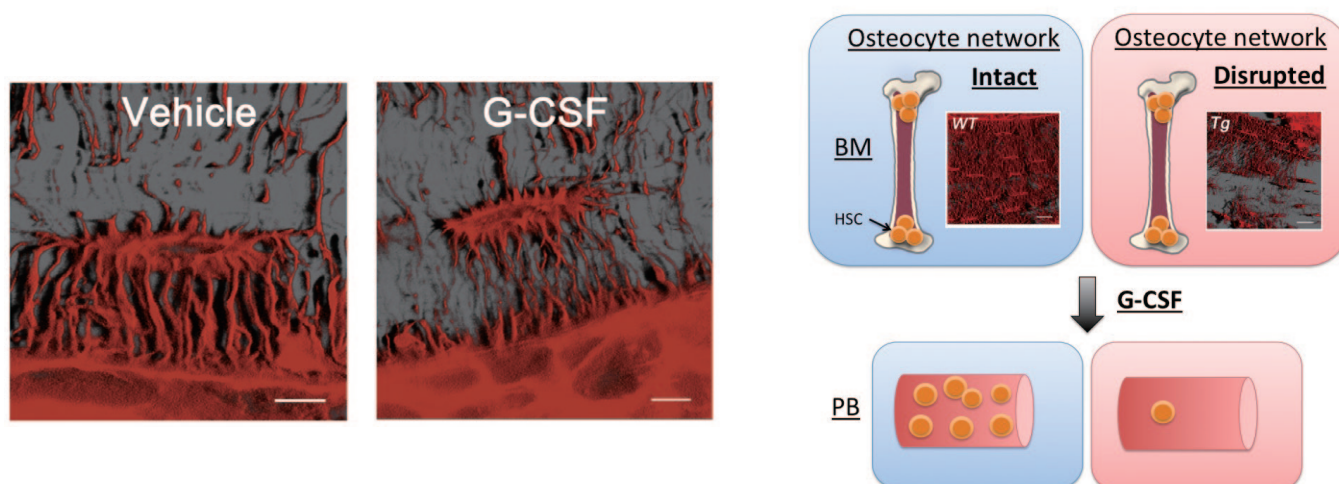 Vehicle
G-CSF
Osteocyte network
Intact
WT
BM
HSC
Osteocyte network
Disrupted
Tg
G-CSF
PB